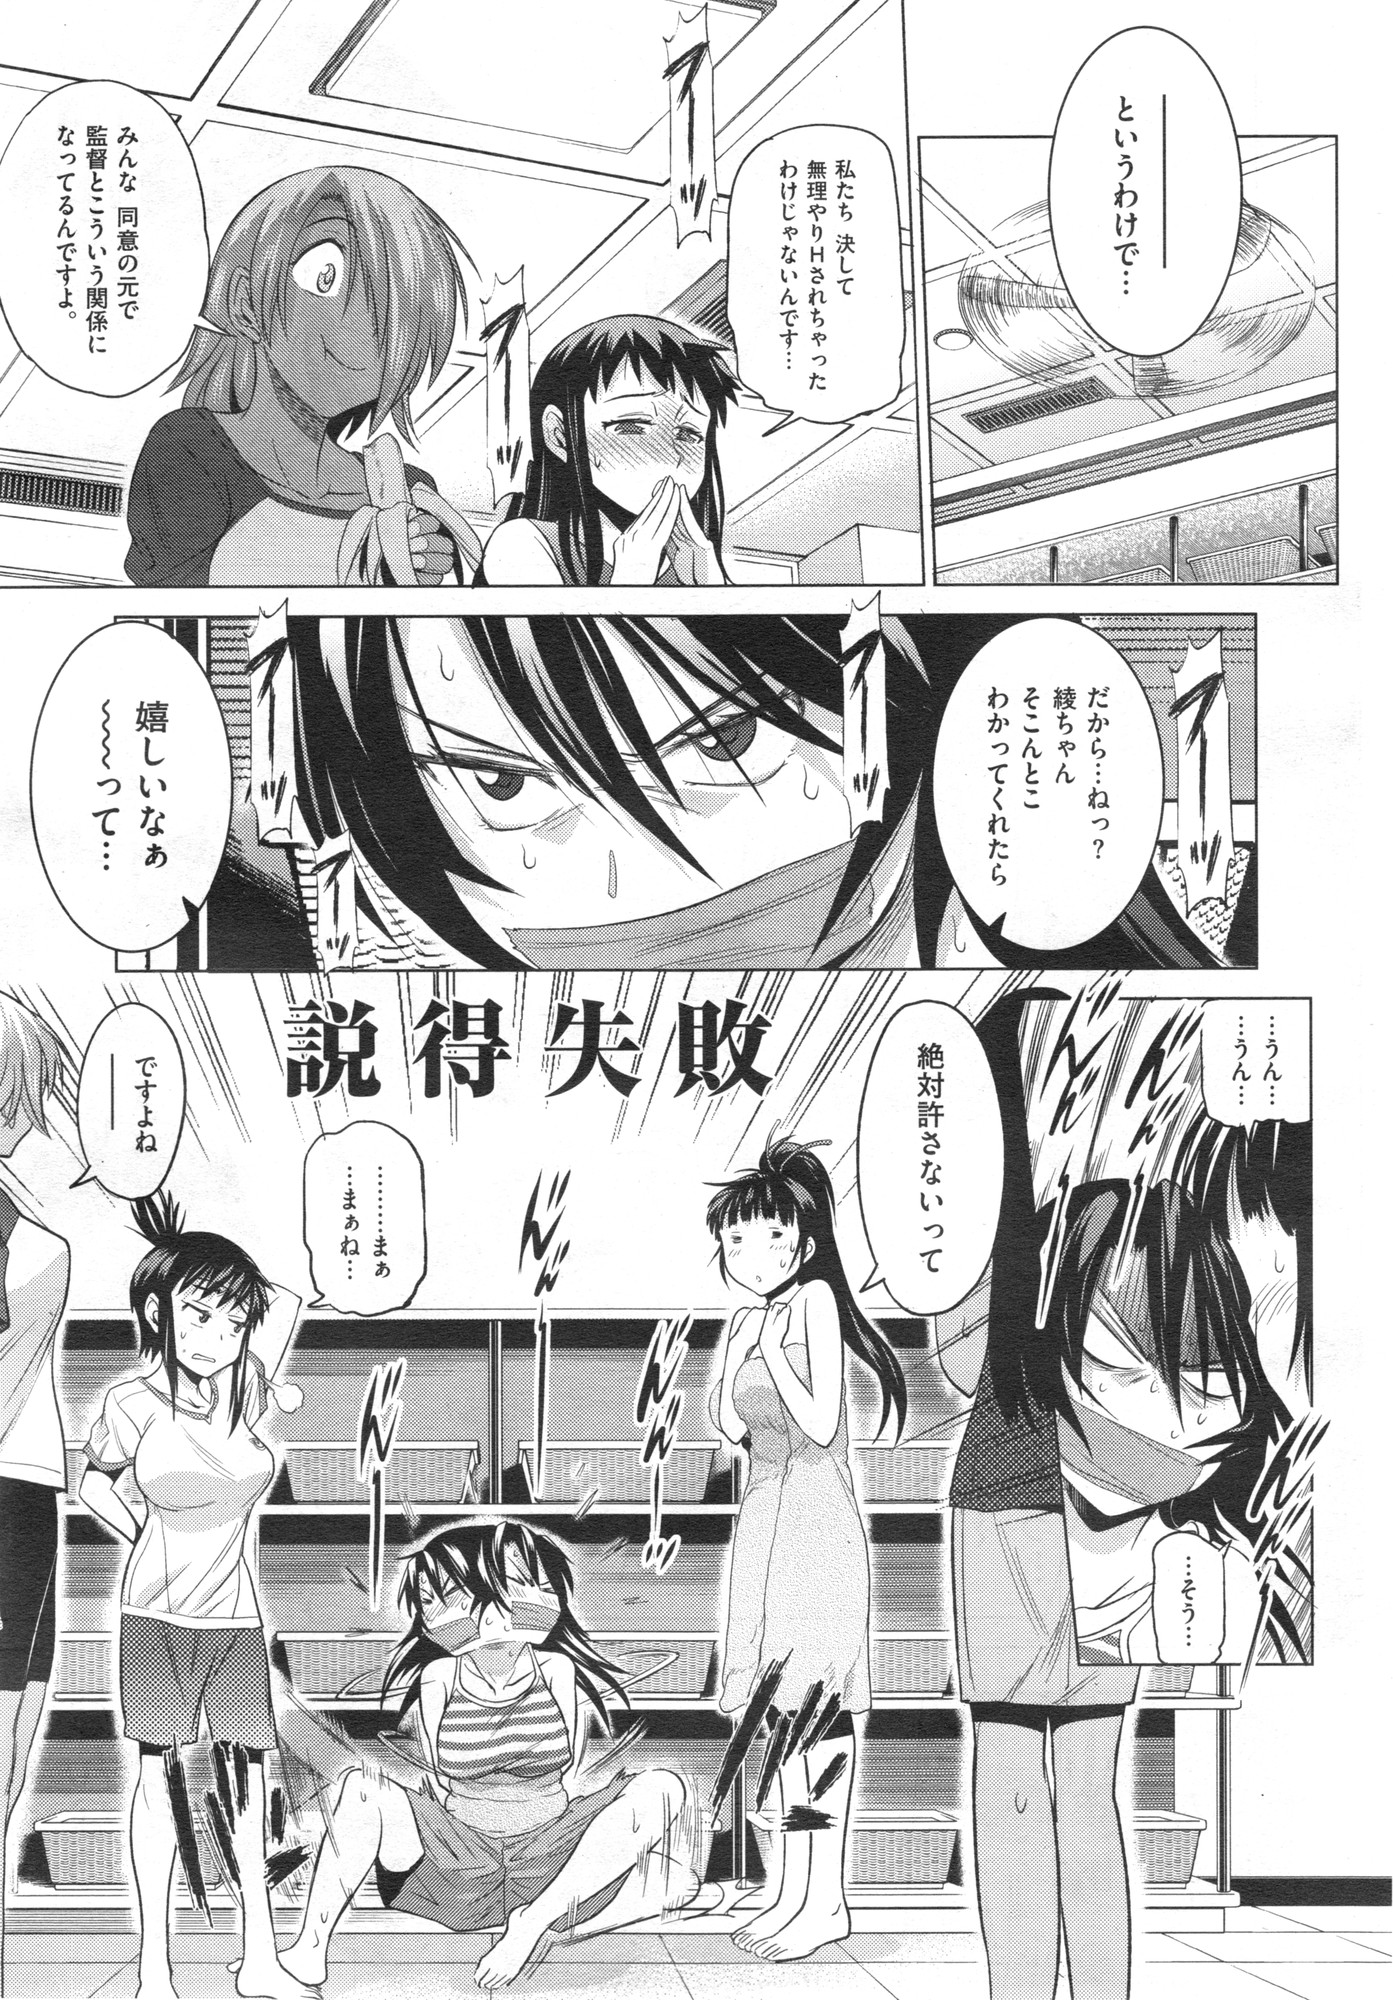 ――というわけで…
私たち 決して
無理やりHされちゃった
わけじゃないんです…
みんな 同意の元で
監督とこういう関係に
なってるんですよ。
だから…ねっ?
綾ちゃん
そこんとこ
わかってくれたら
嬉しいなぁ
～～～って…
…うん…
…うん…
…そう…
絶対許さないって
説得失敗
………まぁ
…まぁね…
ですよね――